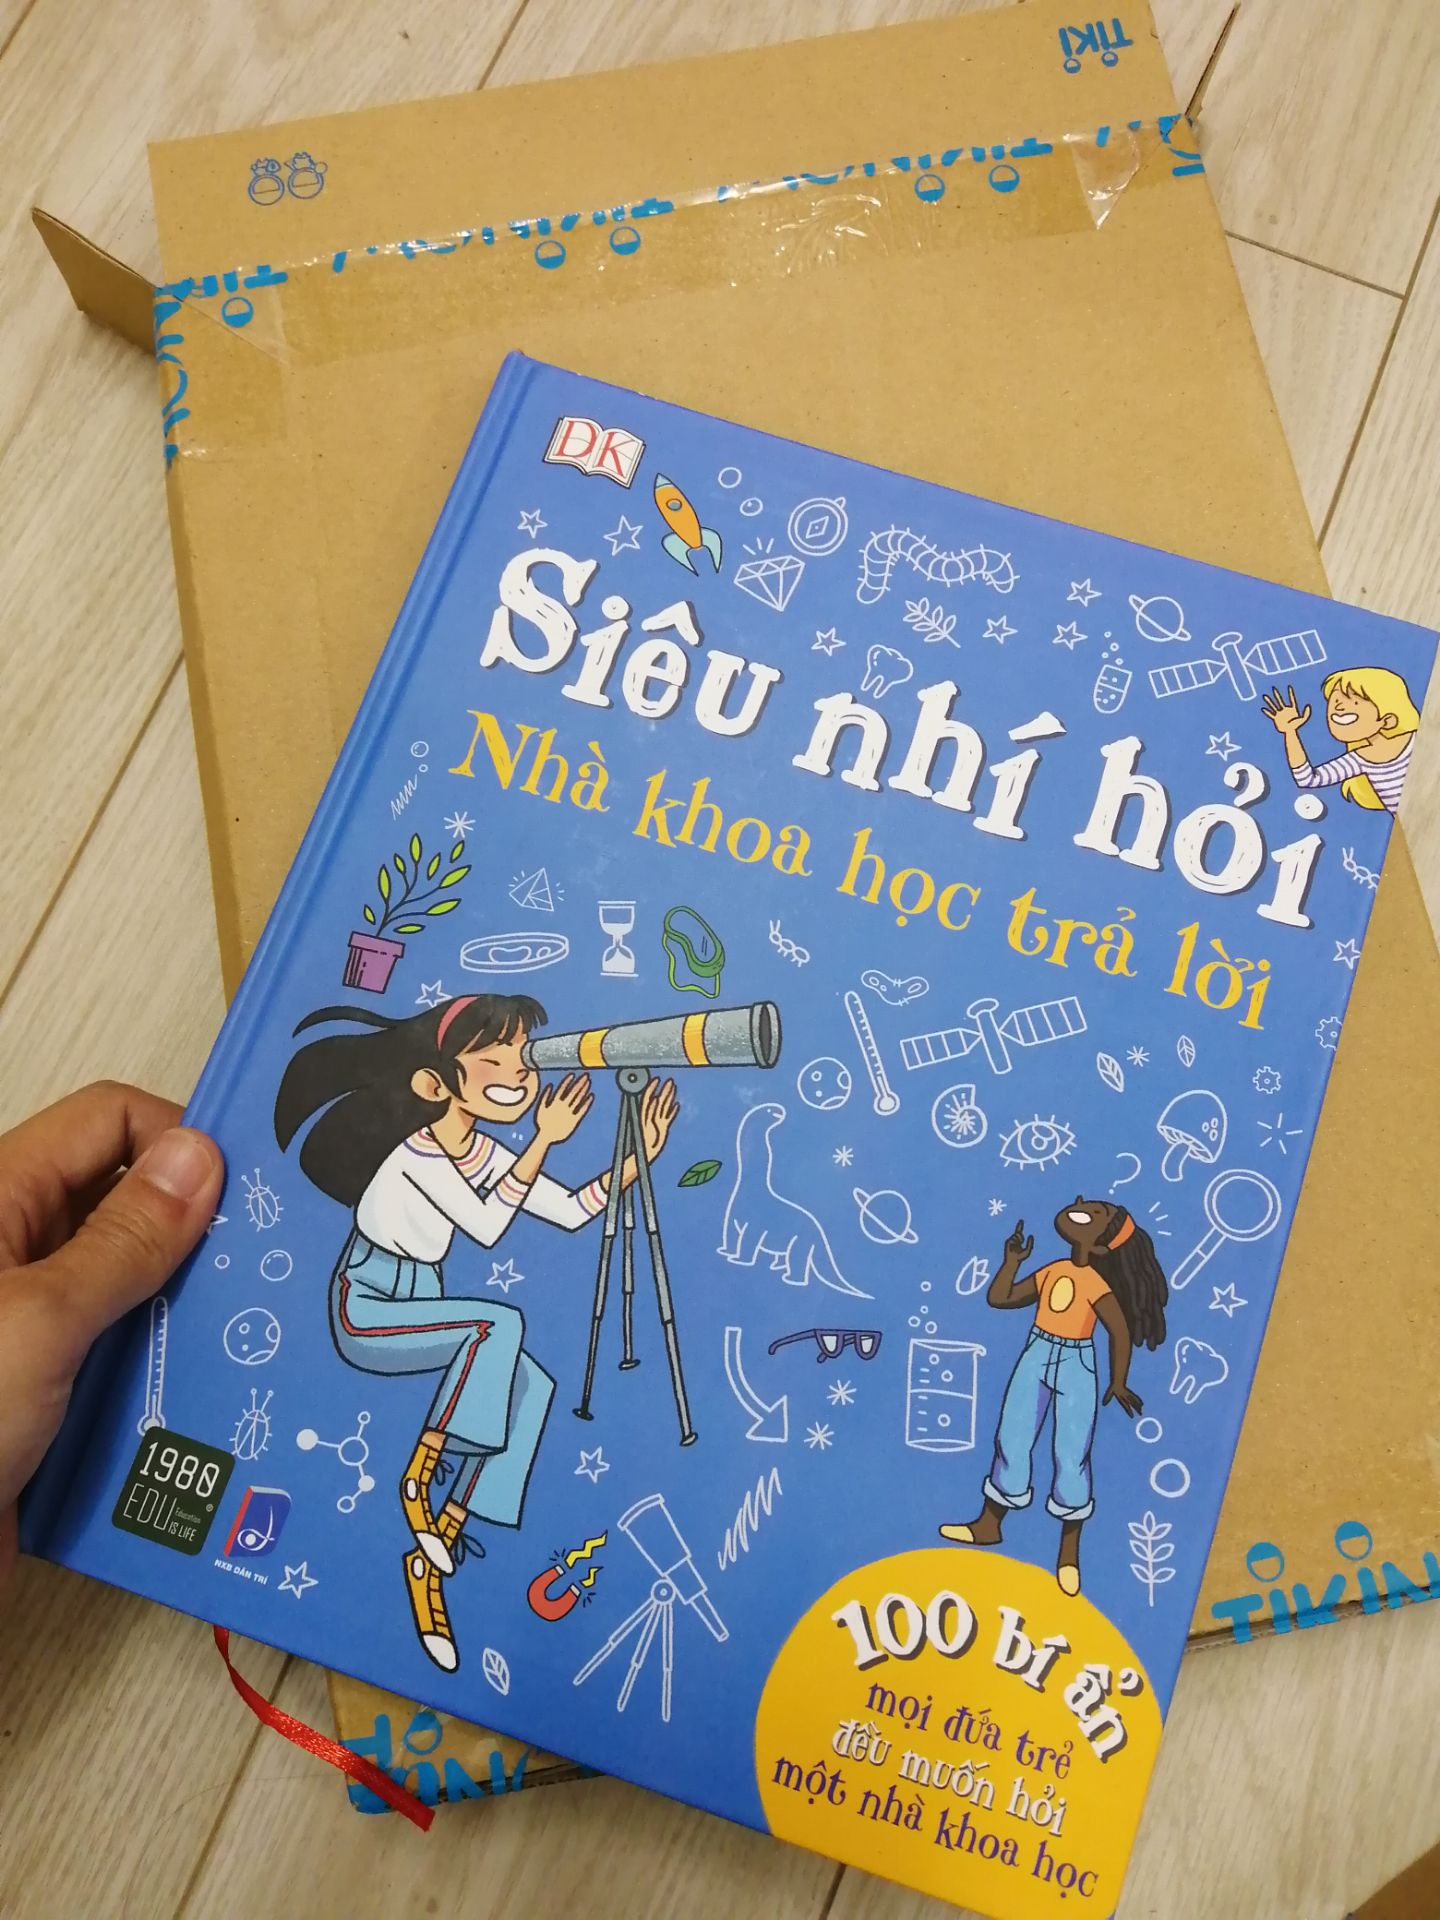 TIKI
DK
Siêu nhí hỏi
Nhà khoa học trả lời
1980
EDU
Education
IS LIFE
NXB DÂN TRÍ
100 bí ẩn
mọi đứa trẻ
đều muốn hỏi
một nhà khoa học